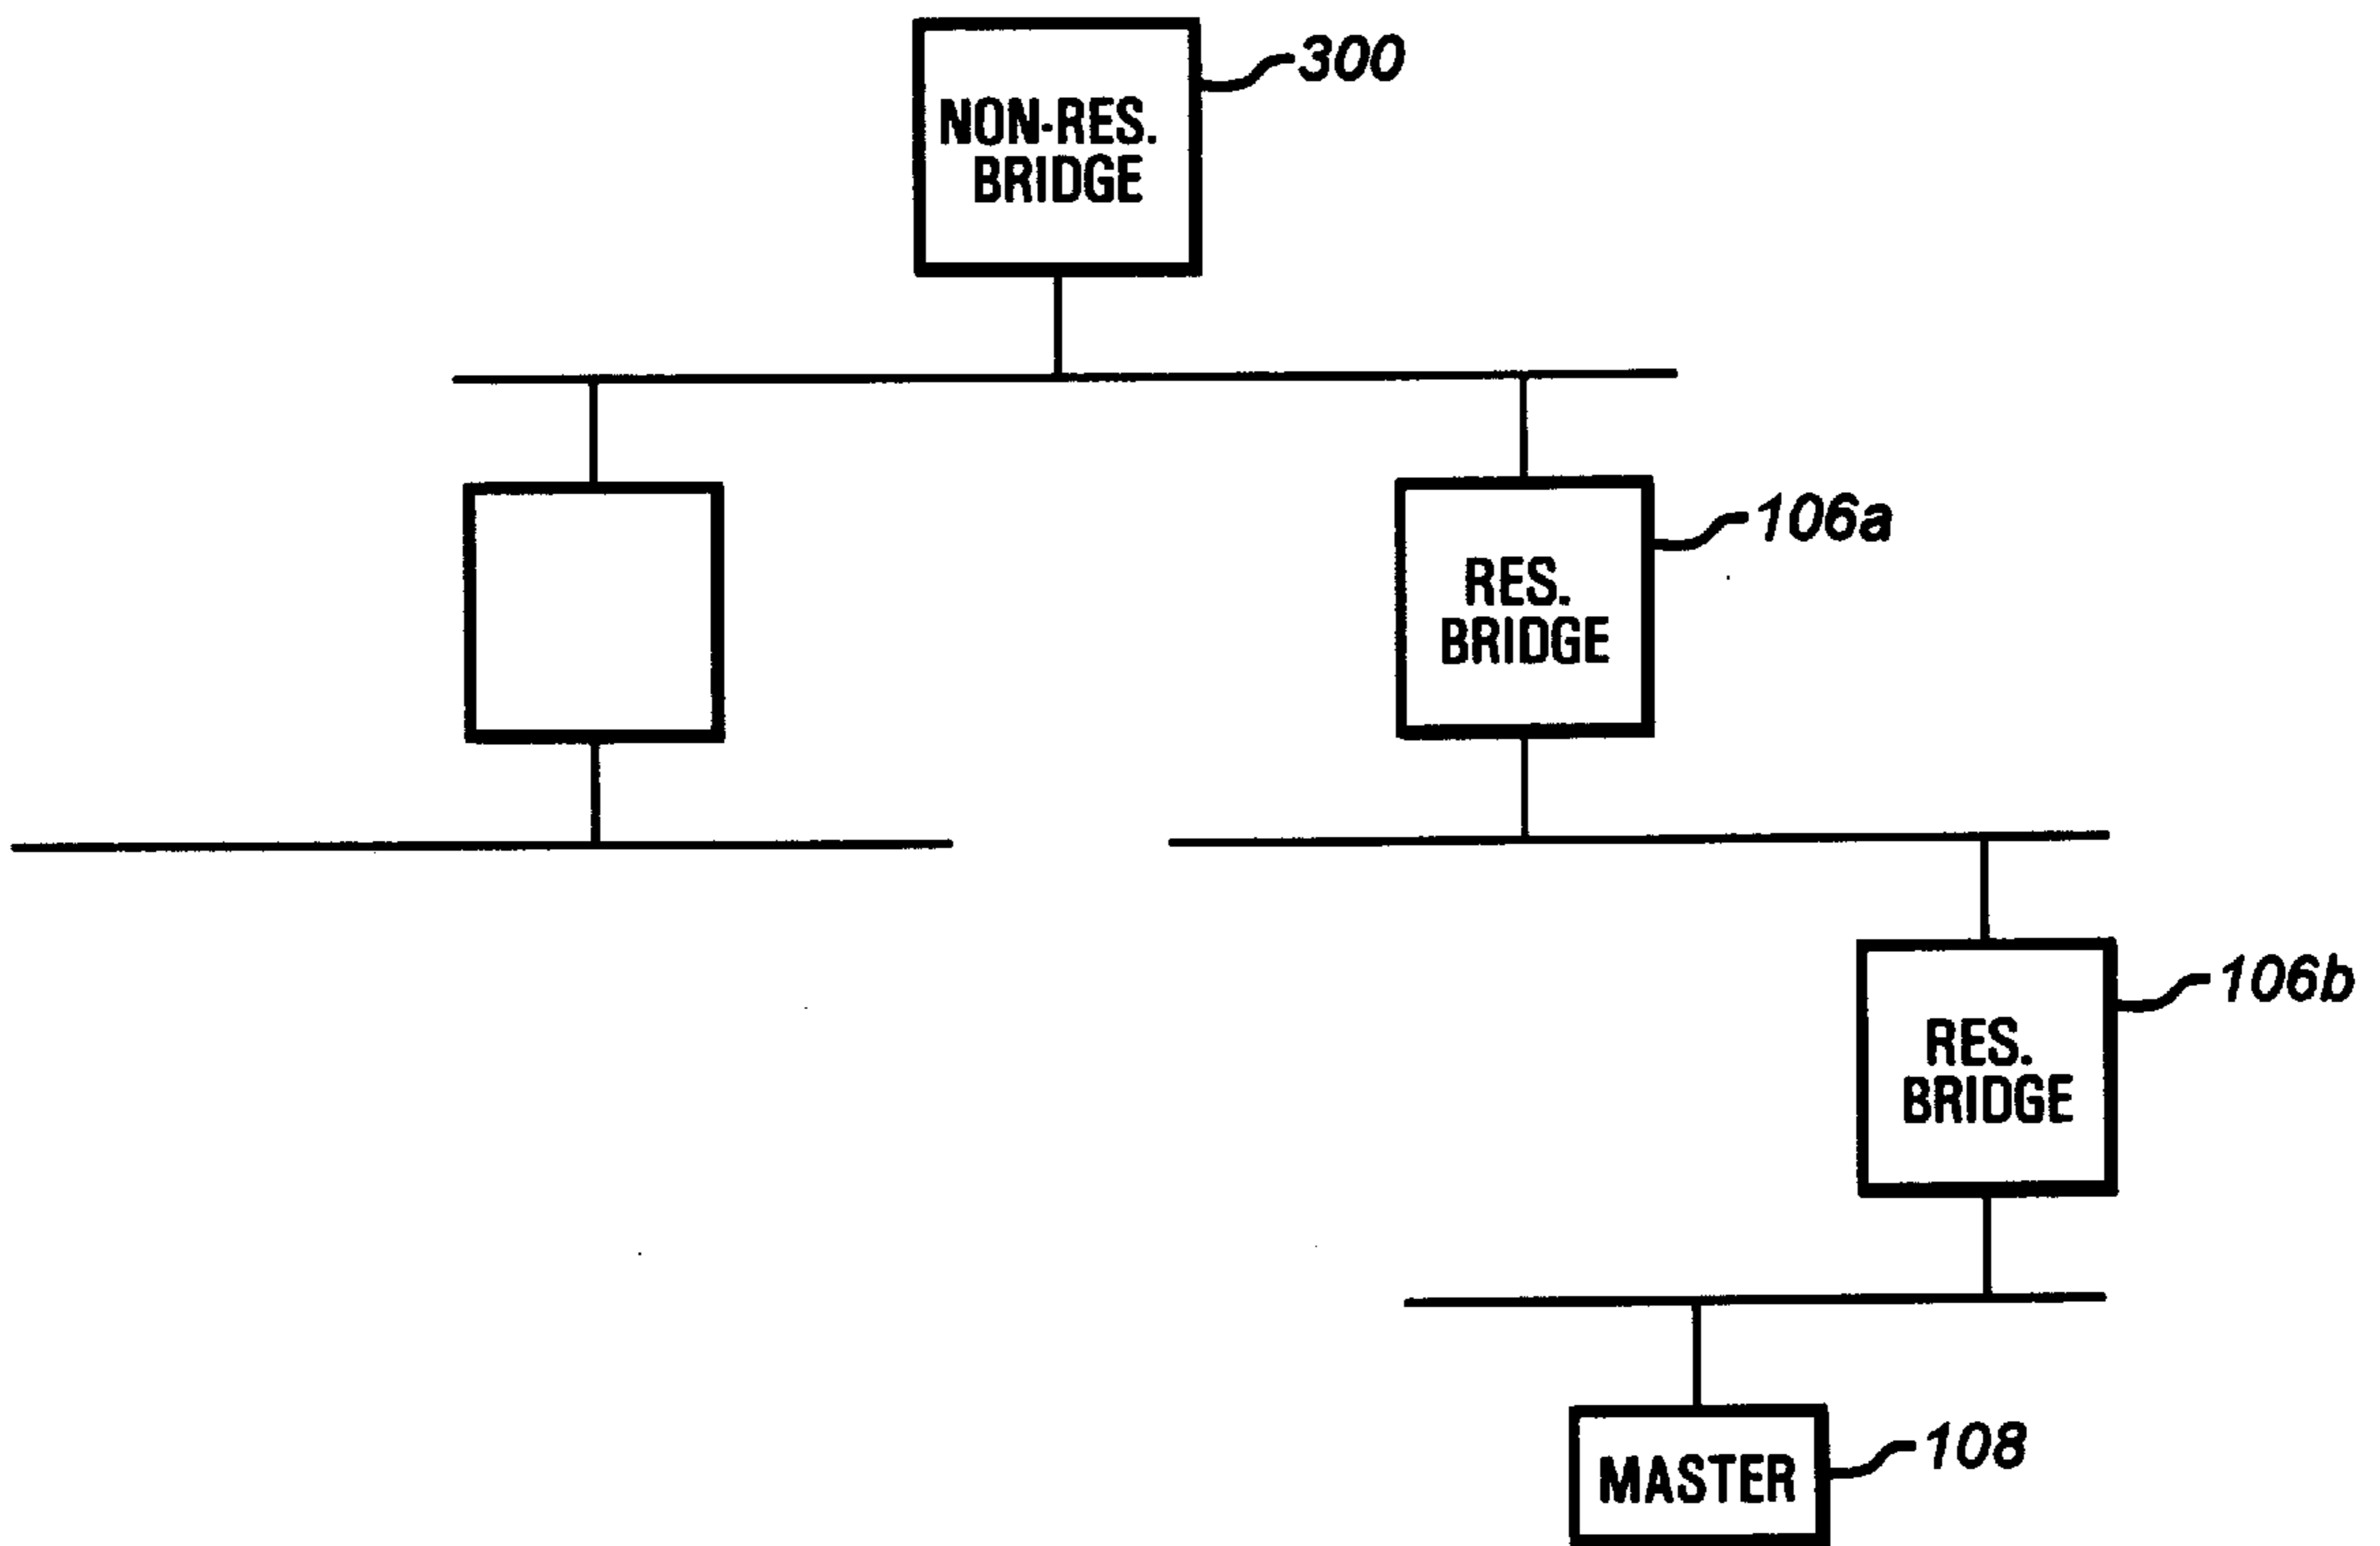 300
NON-RES.
BRIDGE
106a
RES.
BRIDGE
106b
RES.
BRIDGE
108
MASTER